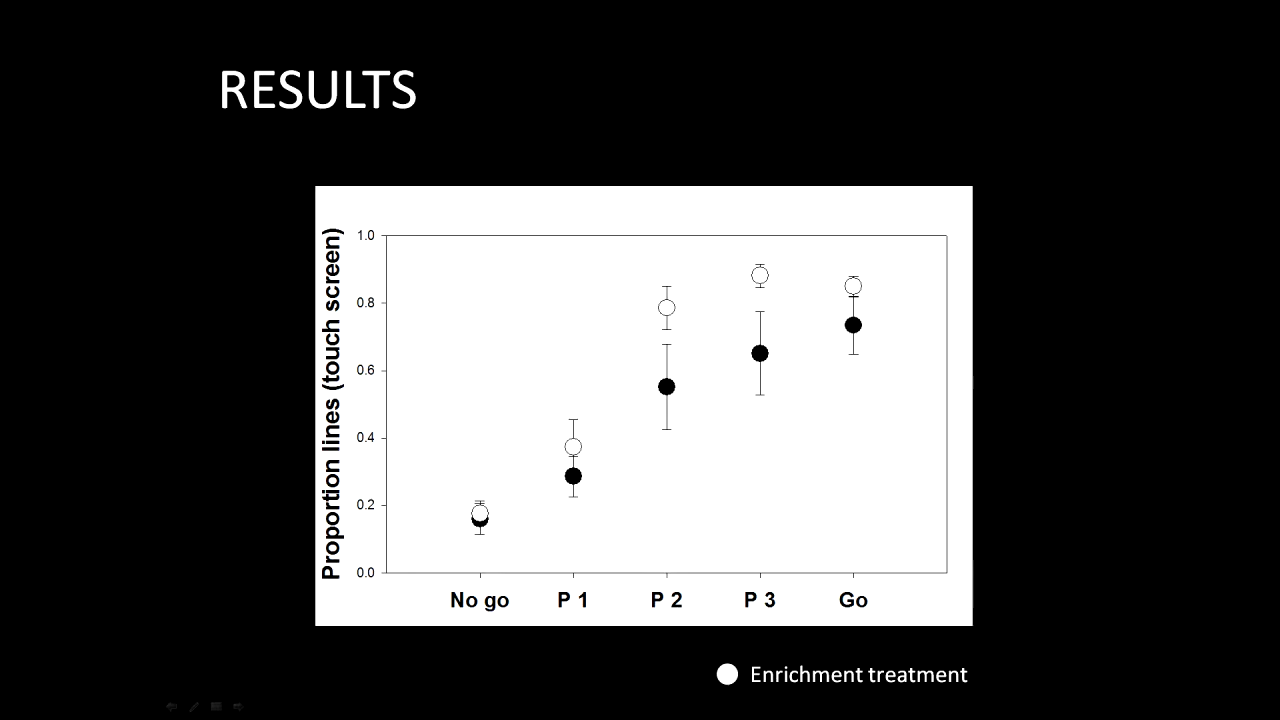 RESULTS
Proportion lines (touch screen)
1.0
0.8
0.6
0.4
0.2
0.0
No go P 1 P 2 P 3 Go
Enrichment treatment